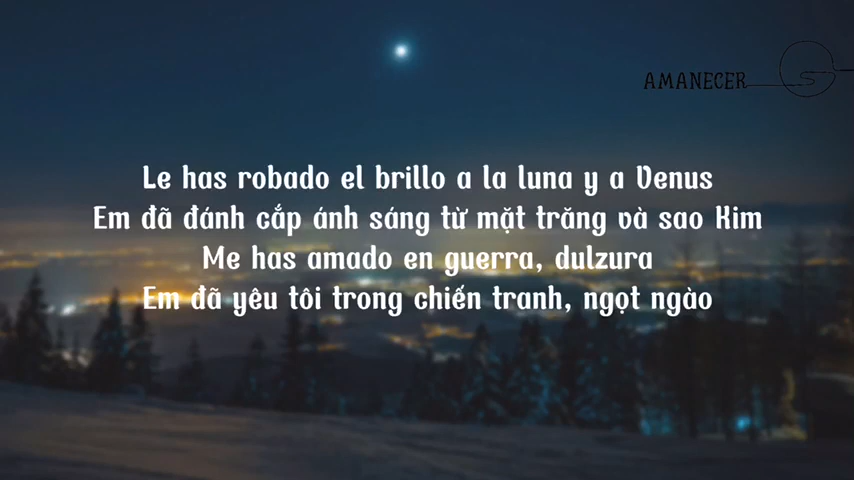 AMANECER
Le has robado el brillo a la luna y a Venus
Em đã đánh cắp ánh sáng từ mặt trăng và sao Kim
Me has amado en guerra, dulzura
Em đã yêu tôi trong chiến tranh, ngọt ngào